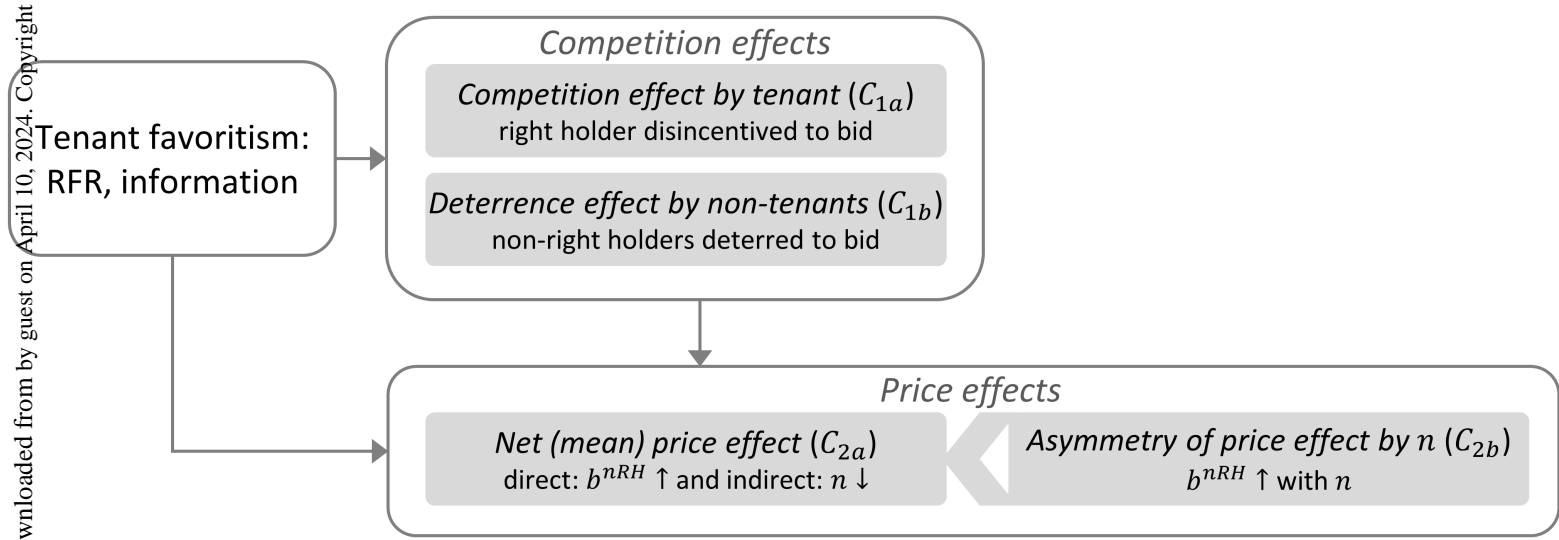 wnloaded from by guest on April 10, 2024. Copyright
Tenant favoritism:
RFR, information
Competition effects
Competition effect by tenant (C₁ₐ)
right holder disincentived to bid
Deterrence effect by non-tenants (C₁b)
non-right holders deterred to bid
Price effects
Net (mean) price effect (C₂ₐ)
direct: bⁿᴿᴴ ↑ and indirect: n ↓
Asymmetry of price effect by n (C₂b)
bⁿᴿᴴ ↑ with n